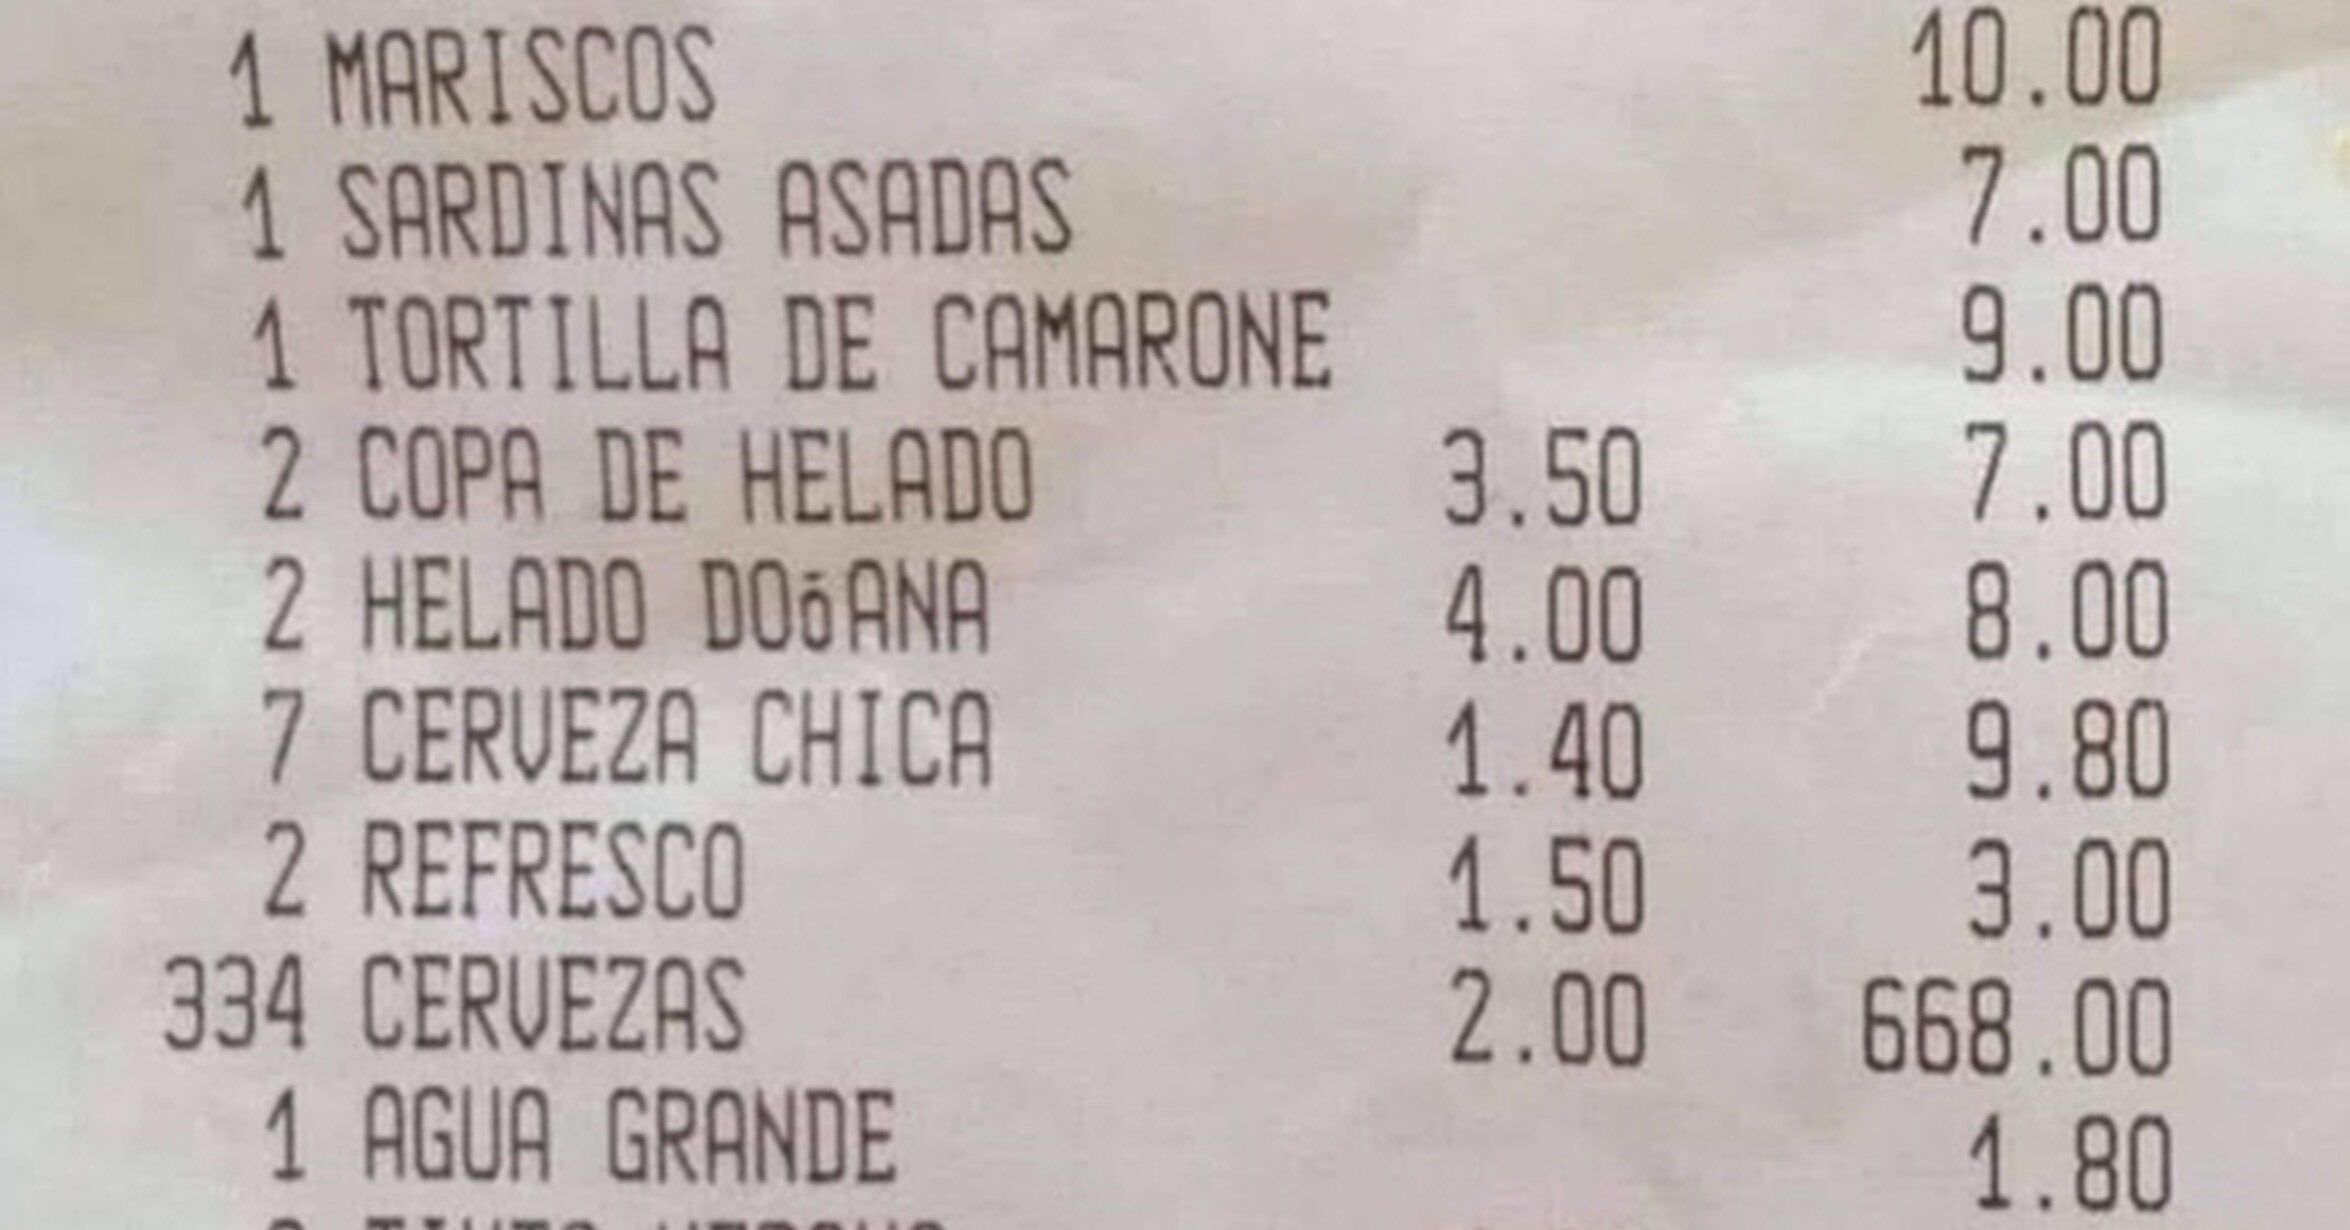 1 MARISCOS 10.00
1 SARDINAS ASADAS 7.00
1 TORTILLA DE CAMARONE 9.00
2 COPA DE HELADO 3.50 7.00
2 HELADO DOöANA 4.00 8.00
7 CERVEZA CHICA 1.40 9.80
2 REFRESCO 1.50 3.00
334 CERVEZAS 2.00 668.00
1 AGUA GRANDE 1.80